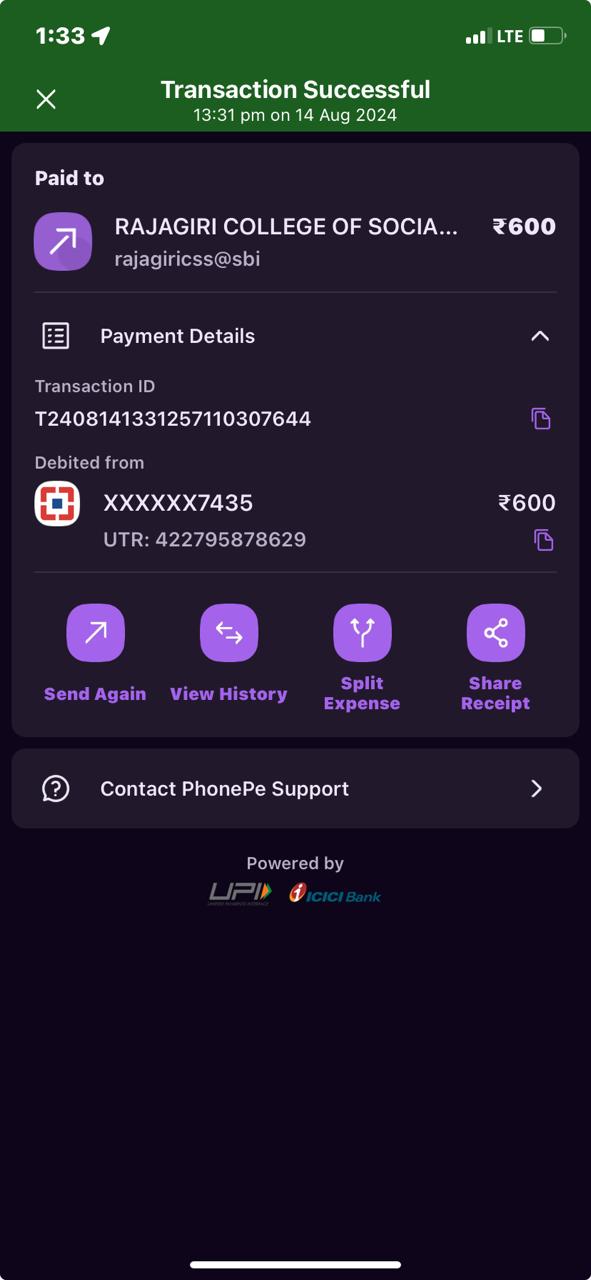 1:33
LTE
Transaction Successful
13:31 pm on 14 Aug 2024
Paid to
RAJAGIRI COLLEGE OF SOCIA... ₹600
rajagiricss@sbi
Payment Details
Transaction ID
T2408141331257110307644
Debited from
XXXXXX7435 ₹600
UTR: 422795878629
Send Again
View History
Split Expense
Share Receipt
Contact PhonePe Support
Powered by
UPI
UNIFIED PAYMENTS INTERFACE
ICICI Bank